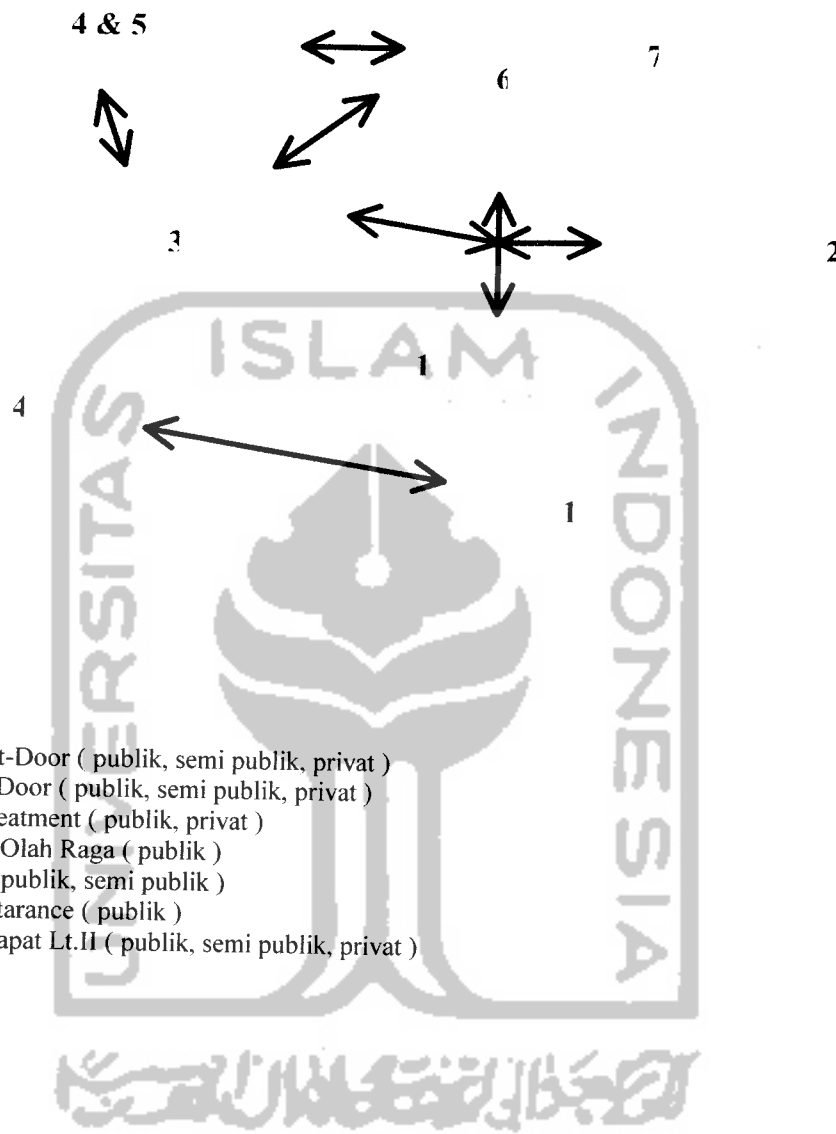 4 & 5
7
6
3
2
ISLAM
1
4
1
UNIVERSITAS
INDONESIA
t-Door ( publik, semi publik, privat )
Door ( publik, semi publik, privat )
eatment ( publik, privat )
Olah Raga ( publik )
publik, semi publik )
tarance ( publik )
apat Lt.II ( publik, semi publik, privat )